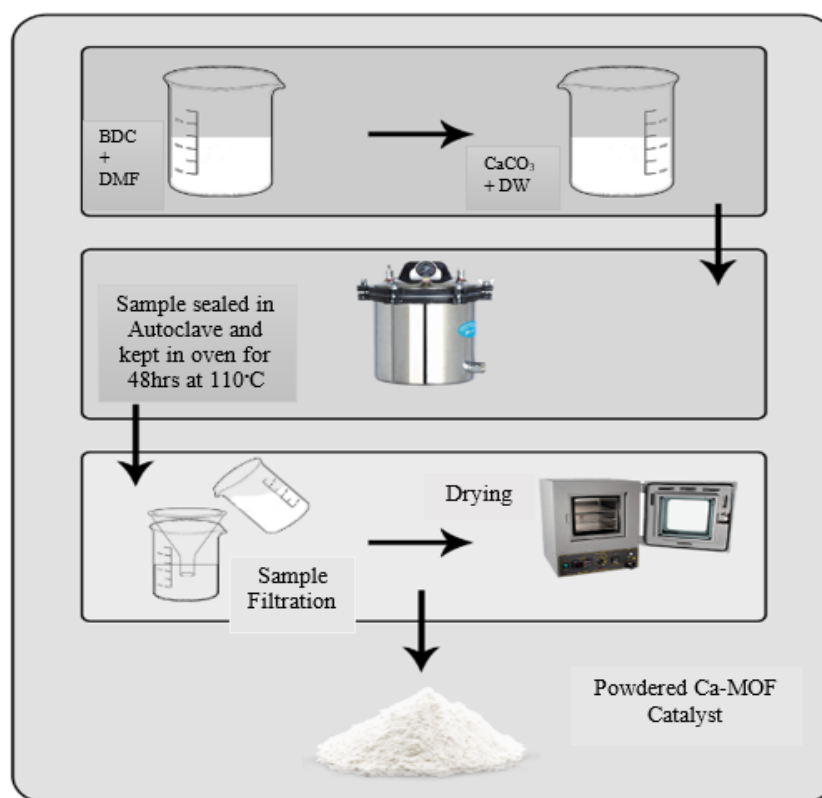 BDC
+
DMF
CaCO₃
+ DW
Sample sealed in
Autoclave and
kept in oven for
48hrs at 110°C
Drying
Sample
Filtration
Powdered Ca-MOF
Catalyst